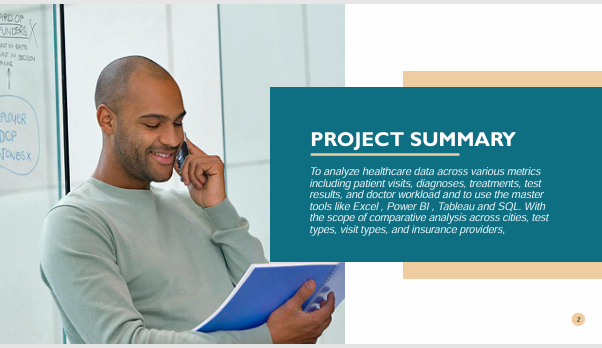 PROJECT SUMMARY
To analyze healthcare data across various metrics
including patient visits, diagnoses, treatments, test
results, and doctor workload and to use the master
tools like Excel , Power BI , Tableau and SQL. With
the scope of comparative analysis across cities, test
types, visit types, and insurance providers,
2